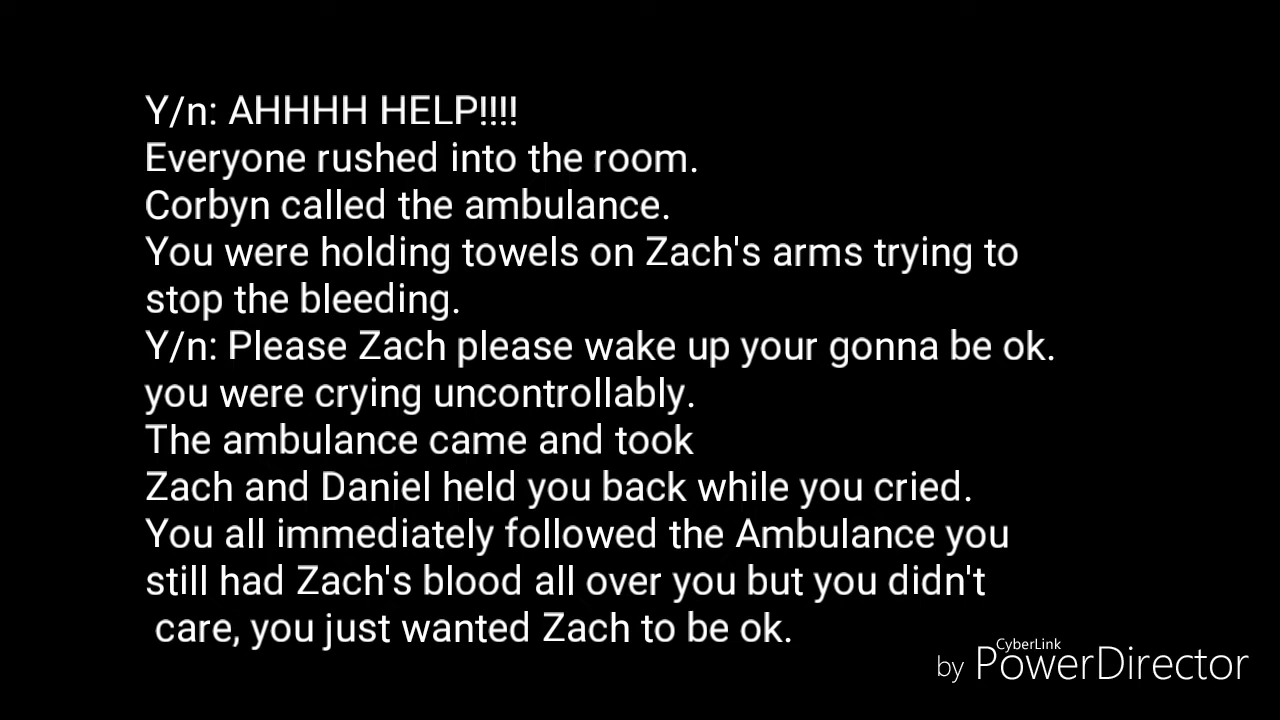 Y/n: AHHHH HELP!!!!
Everyone rushed into the room.
Corbyn called the ambulance.
You were holding towels on Zach's arms trying to
stop the bleeding.
Y/n: Please Zach please wake up your gonna be ok.
you were crying uncontrollably.
The ambulance came and took
Zach and Daniel held you back while you cried.
You all immediately followed the Ambulance you
still had Zach's blood all over you but you didn't
care, you just wanted Zach to be ok.
CyberLink
by PowerDirector